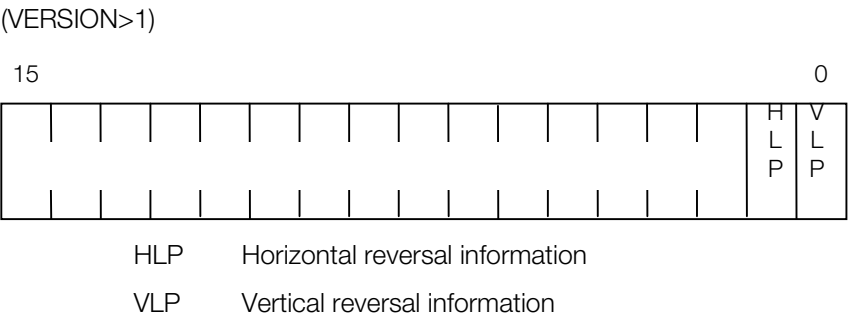 (VERSION>1)
15 0
H V
L L
P P
HLP Horizontal reversal information
VLP Vertical reversal information